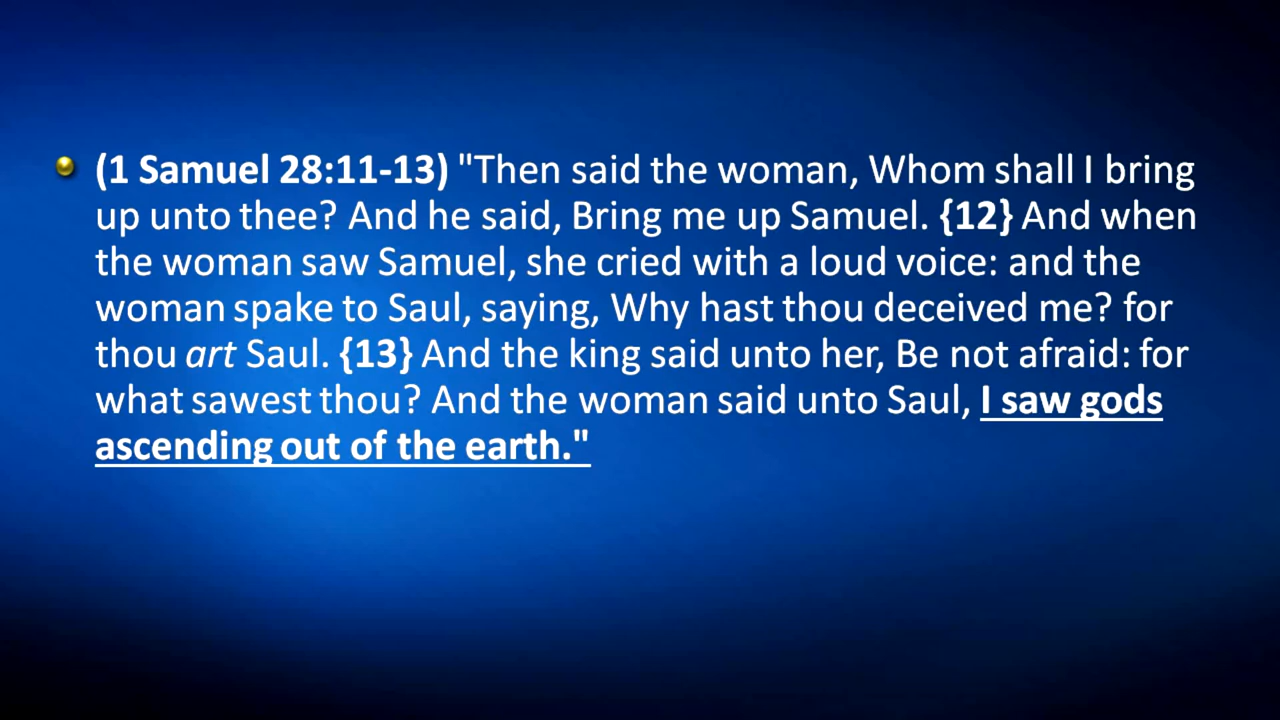 (1 Samuel 28:11-13) "Then said the woman, Whom shall I bring
up unto thee? And he said, Bring me up Samuel. {12} And when
the woman saw Samuel, she cried with a loud voice: and the
woman spake to Saul, saying, Why hast thou deceived me? for
thou art Saul. {13} And the king said unto her, Be not afraid: for
what sawest thou? And the woman said unto Saul, I saw gods
ascending out of the earth."